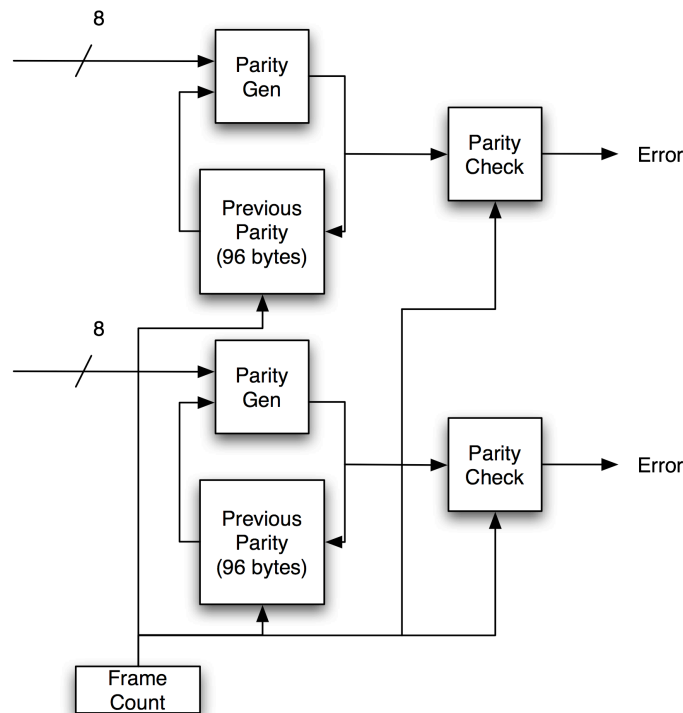 8
Parity
Gen
Parity
Check
Error
Previous
Parity
(96 bytes)
8
Parity
Gen
Parity
Check
Error
Previous
Parity
(96 bytes)
Frame
Count